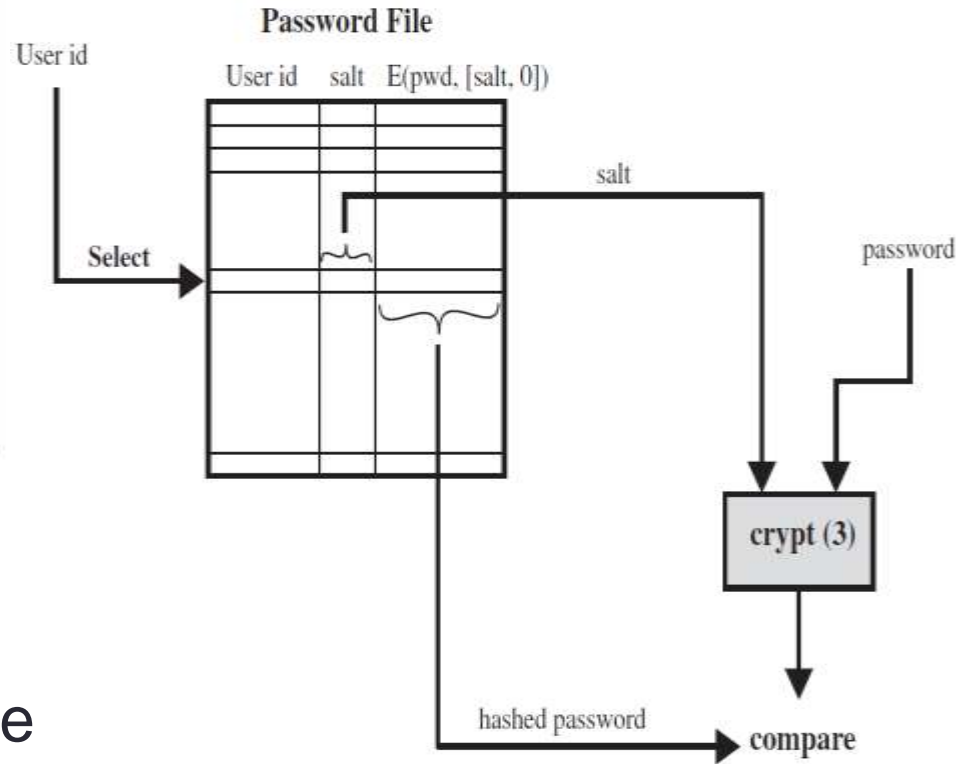 Password File
User id
User id salt E(pwd, [salt, 0])
salt
Select
password
crypt (3)
e
hashed password
compare